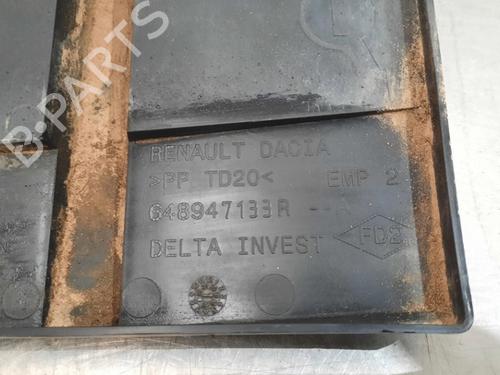 RENAULT DACIA
>PP TD20< EMP 2
648947133R --
DELTA INVEST FD2
B-PARTS